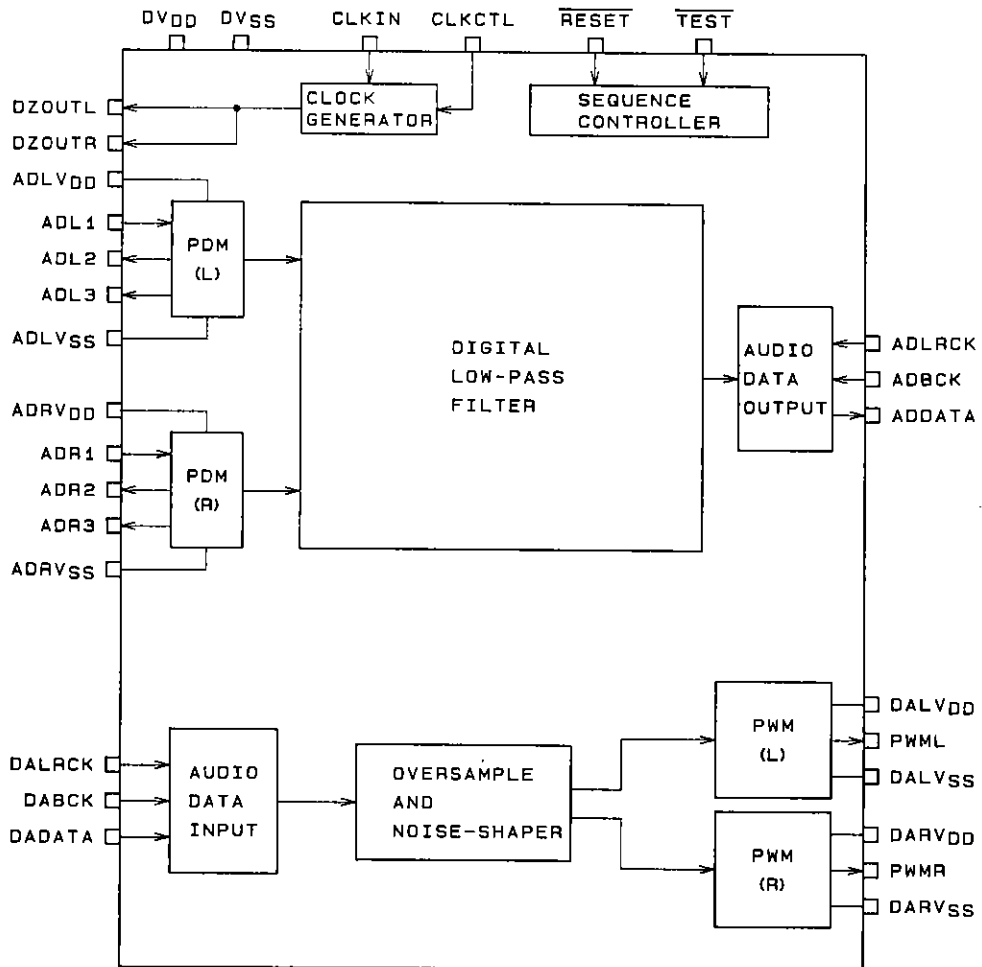 DVDD DVSS CLKIN CLKCTL RESET TEST
DZOUTL
DZOUTR
CLOCK
GENERATOR
SEQUENCE
CONTROLLER
ADLVDD
ADL1
ADL2
ADL3
ADLVSS
PDM
(L)
ADRVDD
ADR1
ADR2
ADR3
ADRVSS
PDM
(R)
DIGITAL
LOW-PASS
FILTER
AUDIO
DATA
OUTPUT
ADLRCK
ADBCK
ADDATA
DALRCK
DABCK
DADATA
AUDIO
DATA
INPUT
OVERSAMPLE
AND
NOISE-SHAPER
PWM
(L)
DALVDD
PWML
DALVSS
PWM
(R)
DARVDD
PWMR
DARVSS